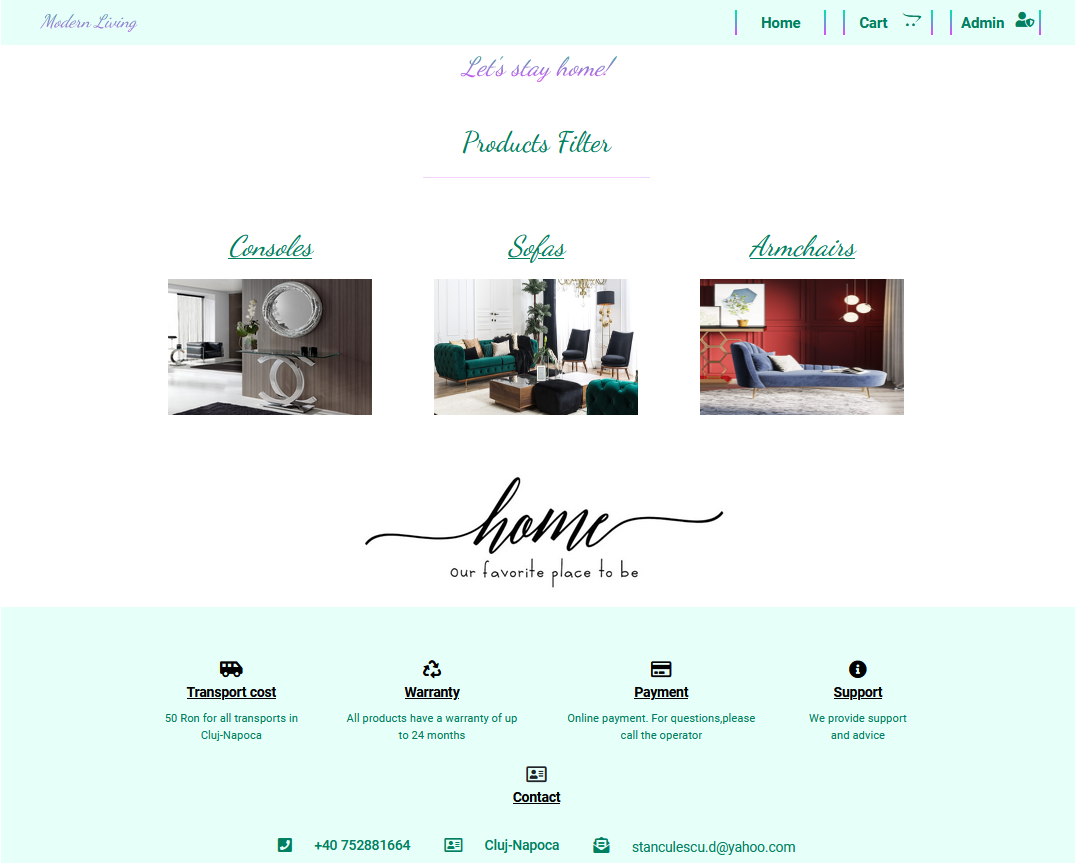 Modern Living
Home
Cart
Admin
Let's stay home!
Products Filter
Consoles
Sofas
Armchairs
home
our favorite place to be
Transport cost
50 Ron for all transports in
Cluj-Napoca
Warranty
All products have a warranty of up
to 24 months
Payment
Online payment. For questions,please
call the operator
Support
We provide support
and advice
Contact
+40 752881664
Cluj-Napoca
stanculescu.d@yahoo.com